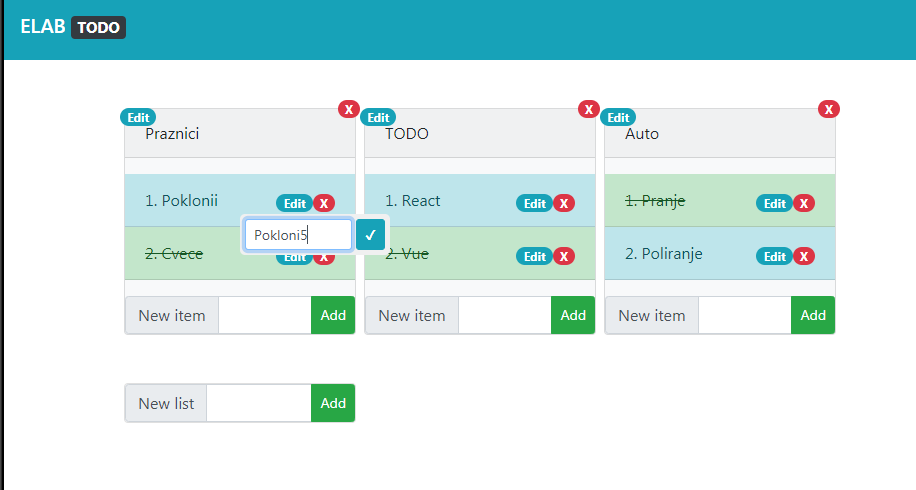 ELAB TODO
Edit X
Praznici
1. Poklonii Edit X
Pokloni5 ✓
2. Cvece Edit X
New item Add
Edit X
TODO
1. React Edit X
2. Vue Edit X
New item Add
Edit X
Auto
1. Pranje Edit X
2. Poliranje Edit X
New item Add
New list Add